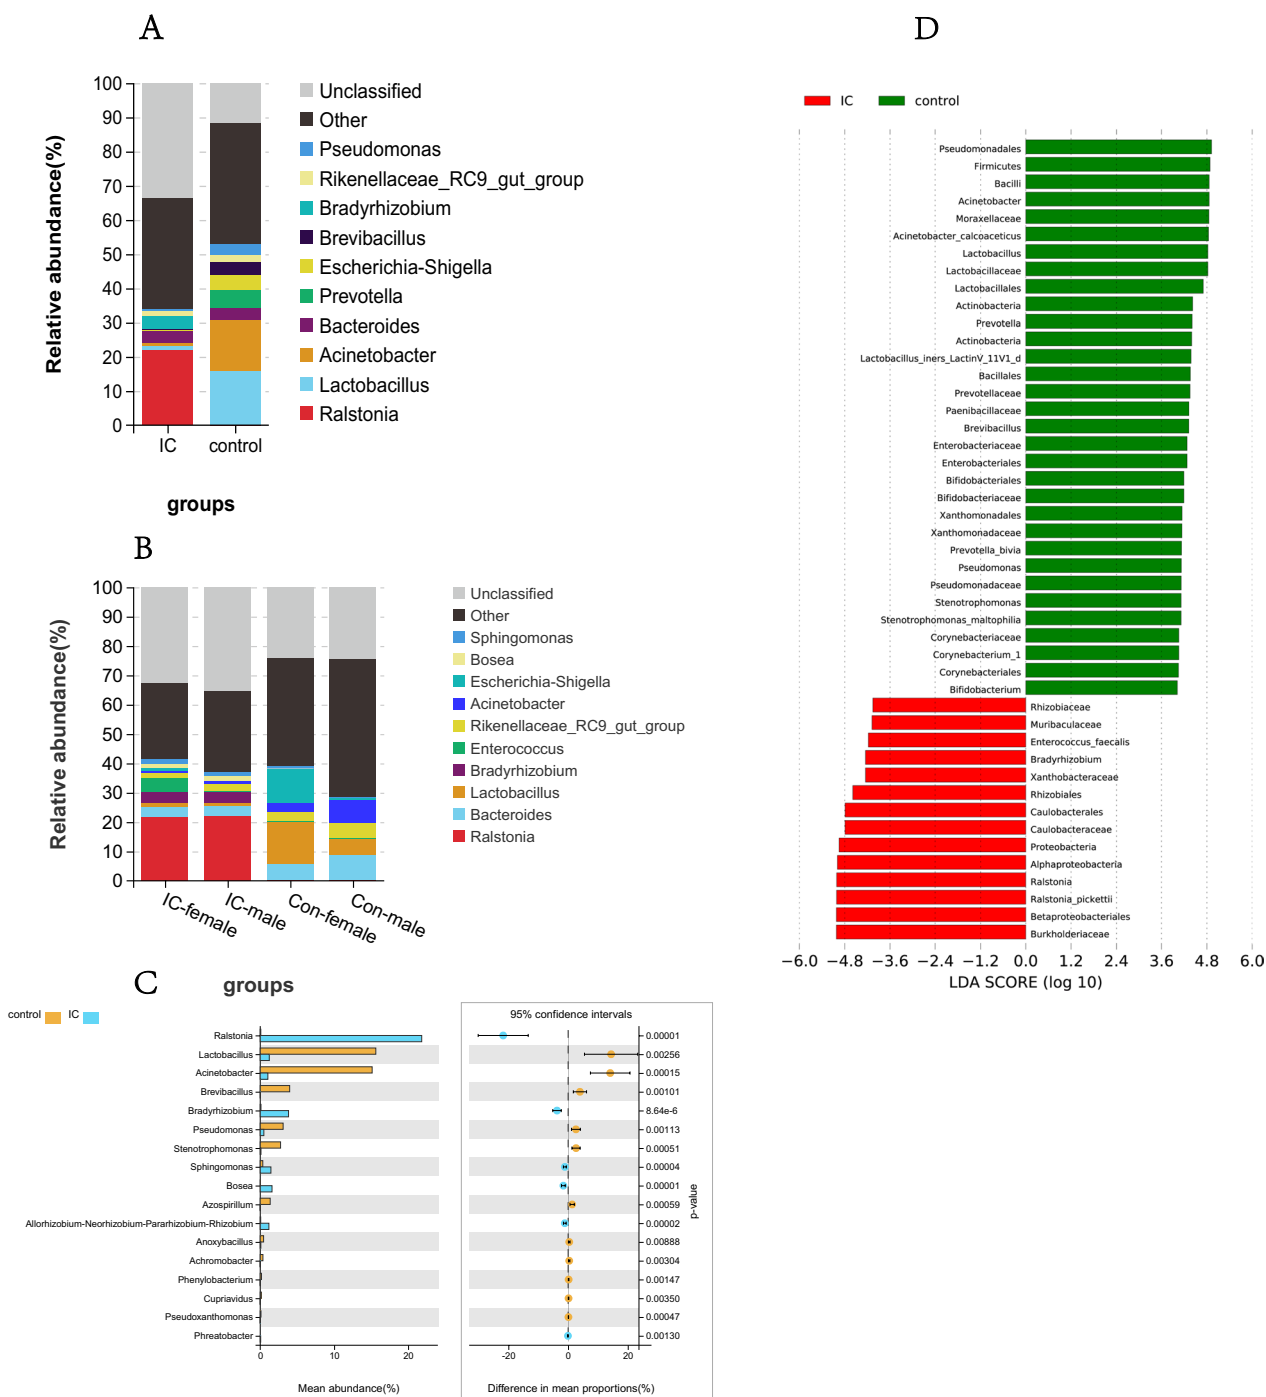 A
100
90
80
70
60
50
40
30
20
10
0
Relative abundance(%)
IC
control
groups
Unclassified
Other
Pseudomonas
Rikenellaceae_RC9_gut_group
Bradyrhizobium
Brevibacillus
Escherichia-Shigella
Prevotella
Bacteroides
Acinetobacter
Lactobacillus
Ralstonia
B
100
90
80
70
60
50
40
30
20
10
0
Relative abundance(%)
IC-female
IC-male
Con-female
Con-male
groups
Unclassified
Other
Sphingomonas
Bosea
Escherichia-Shigella
Acinetobacter
Rikenellaceae_RC9_gut_group
Enterococcus
Bradyrhizobium
Lactobacillus
Bacteroides
Ralstonia
C
control IC
95% confidence intervals
Ralstonia 0.00001
Lactobacillus 0.00256
Acinetobacter 0.00015
Brevibacillus 0.00101
Bradyrhizobium 8.64e-6
Pseudomonas 0.00113
Stenotrophomonas 0.00051
Sphingomonas 0.00004
Bosea 0.00001
Azospirillum 0.00059
Allorhizobium-Neorhizobium-Pararhizobium-Rhizobium 0.00002
Anoxybacillus 0.00888
Achromobacter 0.00304
Phenylobacterium 0.00147
Cupriavidus 0.00350
Pseudoxanthomonas 0.00047
Phreatobacter 0.00130
p-value
0 10 20
-20 0 20
Mean abundance(%)
Difference in mean proportions(%)
D
IC control
Pseudomonadales
Firmicutes
Bacilli
Acinetobacter
Moraxellaceae
Acinetobacter_calcoaceticus
Lactobacillus
Lactobacillaceae
Lactobacillales
Actinobacteria
Prevotella
Actinobacteria
Lactobacillus_iners_LactinV_11V1_d
Bacillales
Prevotellaceae
Paenibacillaceae
Brevibacillus
Enterobacteriaceae
Enterobacteriales
Bifidobacteriales
Bifidobacteriaceae
Xanthomonadales
Xanthomonadaceae
Prevotella_bivia
Pseudomonas
Pseudomonadaceae
Stenotrophomonas
Stenotrophomonas_maltophilia
Corynebacteriaceae
Corynebacterium_1
Corynebacteriales
Bifidobacterium
Rhizobiaceae
Muribaculaceae
Enterococcus_faecalis
Bradyrhizobium
Xanthobacteraceae
Rhizobiales
Caulobacterales
Caulobacteraceae
Proteobacteria
Alphaproteobacteria
Ralstonia
Ralstonia_pickettii
Betaproteobacteriales
Burkholderiaceae
−6.0 −4.8 −3.6 −2.4 −1.2 0.0 1.2 2.4 3.6 4.8 6.0
LDA SCORE (log 10)